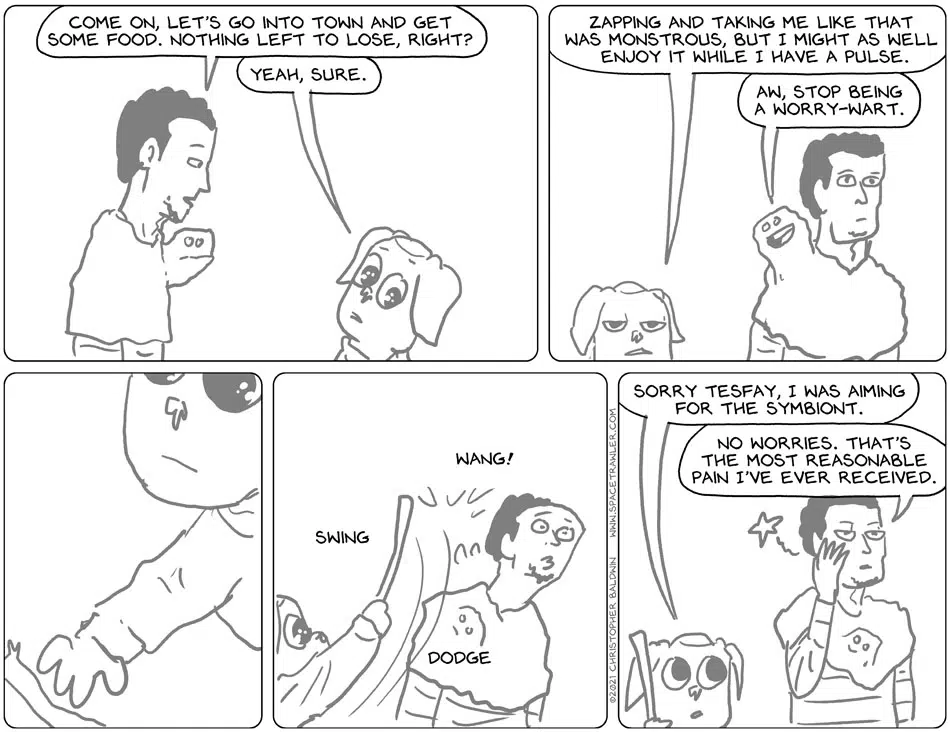 COME ON, LET'S GO INTO TOWN AND GET
SOME FOOD. NOTHING LEFT TO LOSE, RIGHT?
YEAH, SURE.
ZAPPING AND TAKING ME LIKE THAT
WAS MONSTROUS, BUT I MIGHT AS WELL
ENJOY IT WHILE I HAVE A PULSE.
AW, STOP BEING
A WORRY-WART.
WANG!
SWING
DODGE
©2021 CHRISTOPHER BALDWIN WWW.SPACETRAWLER.COM
SORRY TESFAY, I WAS AIMING
FOR THE SYMBIONT.
NO WORRIES. THAT'S
THE MOST REASONABLE
PAIN I'VE EVER RECEIVED.